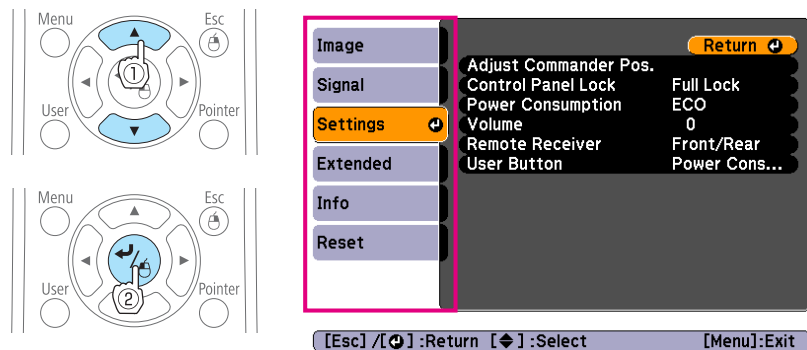 Menu
Esc
①
User
Pointer
Menu
Esc
User
②
Pointer
Image
Signal
Settings
Extended
Info
Reset
Return
Adjust Commander Pos.
Control Panel Lock Full Lock
Power Consumption ECO
Volume 0
Remote Receiver Front/Rear
User Button Power Cons...
[Esc] /[⏎] :Return [◆] :Select [Menu]:Exit